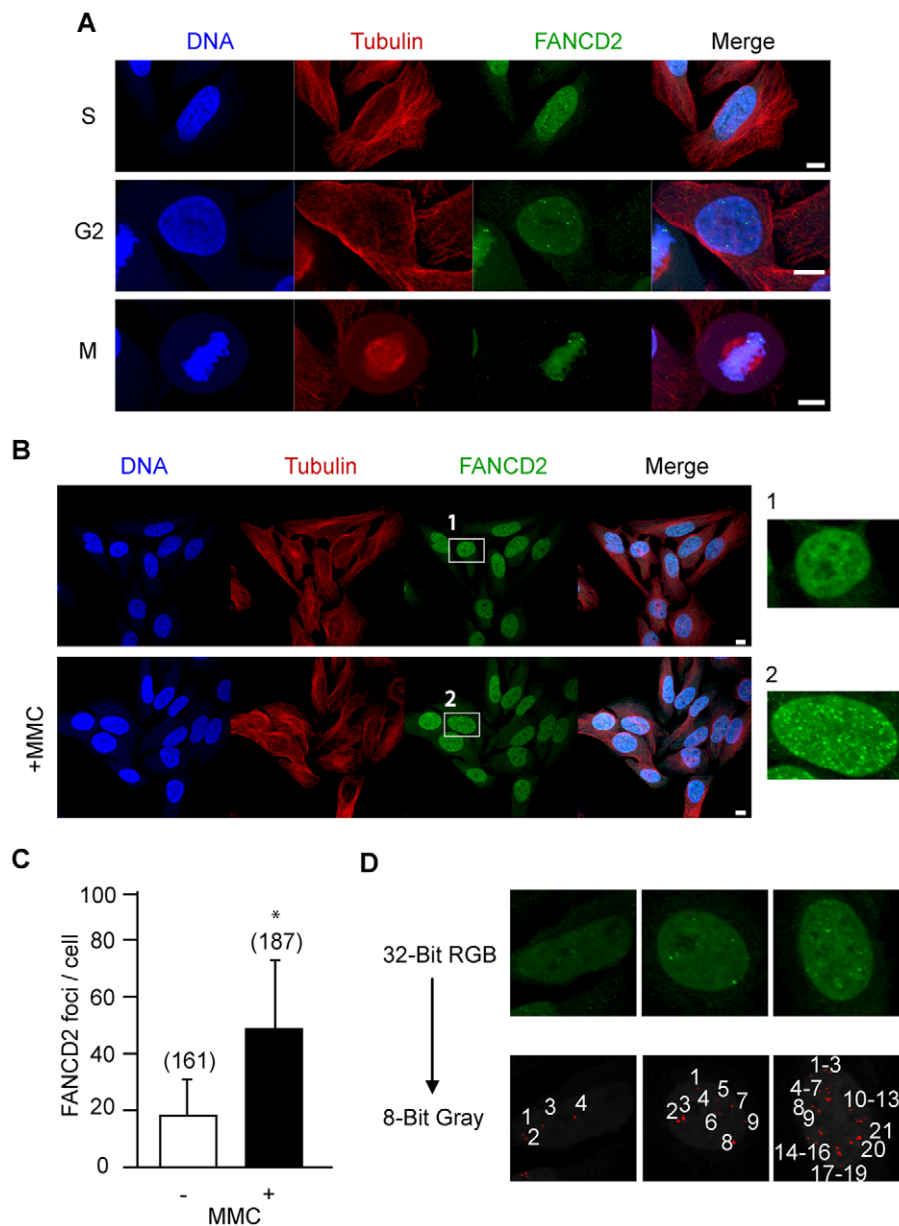 A
DNA Tubulin FANCD2 Merge
S
G2
M
B
DNA Tubulin FANCD2 Merge
1
1
+MMC
2
2
C
100
80
60
40
20
0
FANCD2 foci / cell
(161)
*
(187)
- +
MMC
D
32-Bit RGB
8-Bit Gray
1 2 3 4
1 2 3 4 5 6 7 8 9
1-3
4-7
8
9
10-13
14-16
17-19
20
21